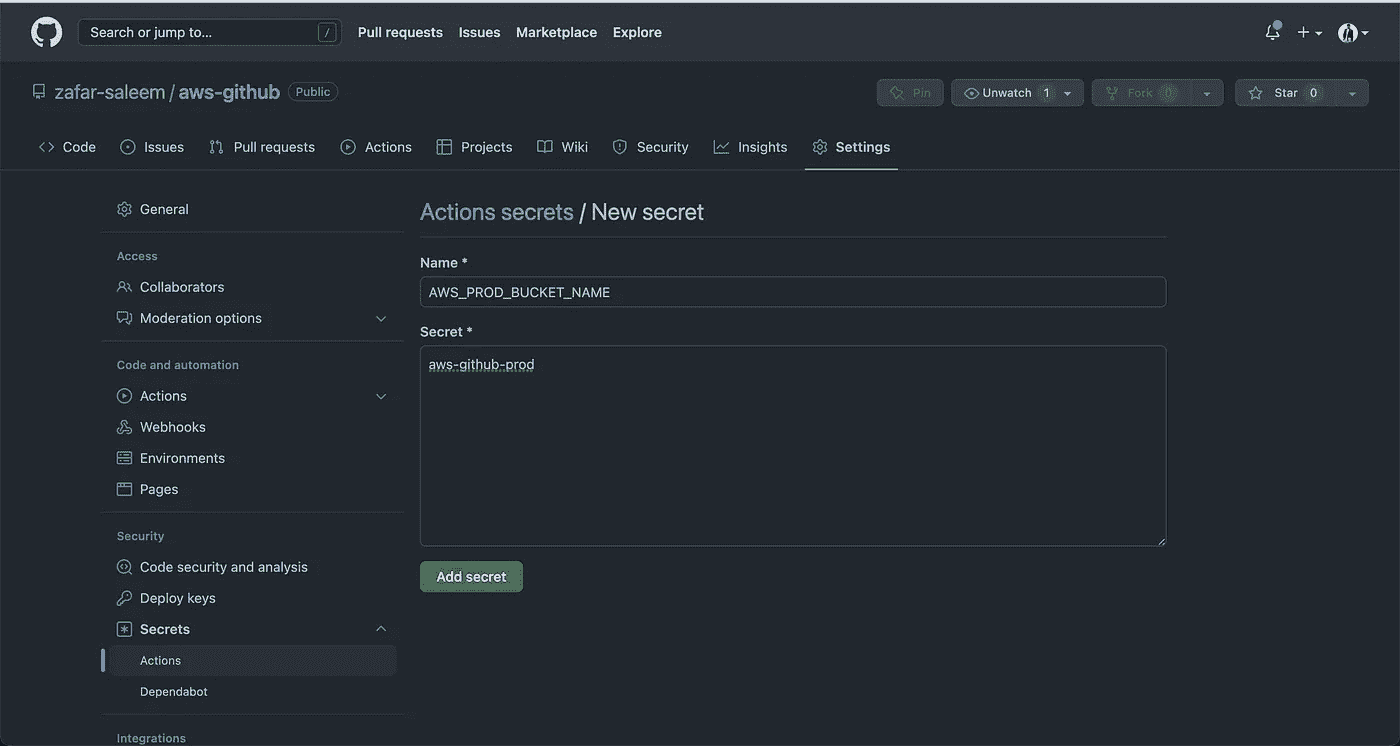 Search or jump to... /
Pull requests Issues Marketplace Explore
zafar-saleem / aws-github Public
Pin Unwatch 1 Fork 0 Star 0
Code Issues Pull requests Actions Projects Wiki Security Insights Settings
General
Access
Collaborators
Moderation options
Code and automation
Actions
Webhooks
Environments
Pages
Security
Code security and analysis
Deploy keys
Secrets
Actions
Dependabot
Integrations
Actions secrets / New secret
Name *
AWS_PROD_BUCKET_NAME
Secret *
aws-github-prod
Add secret